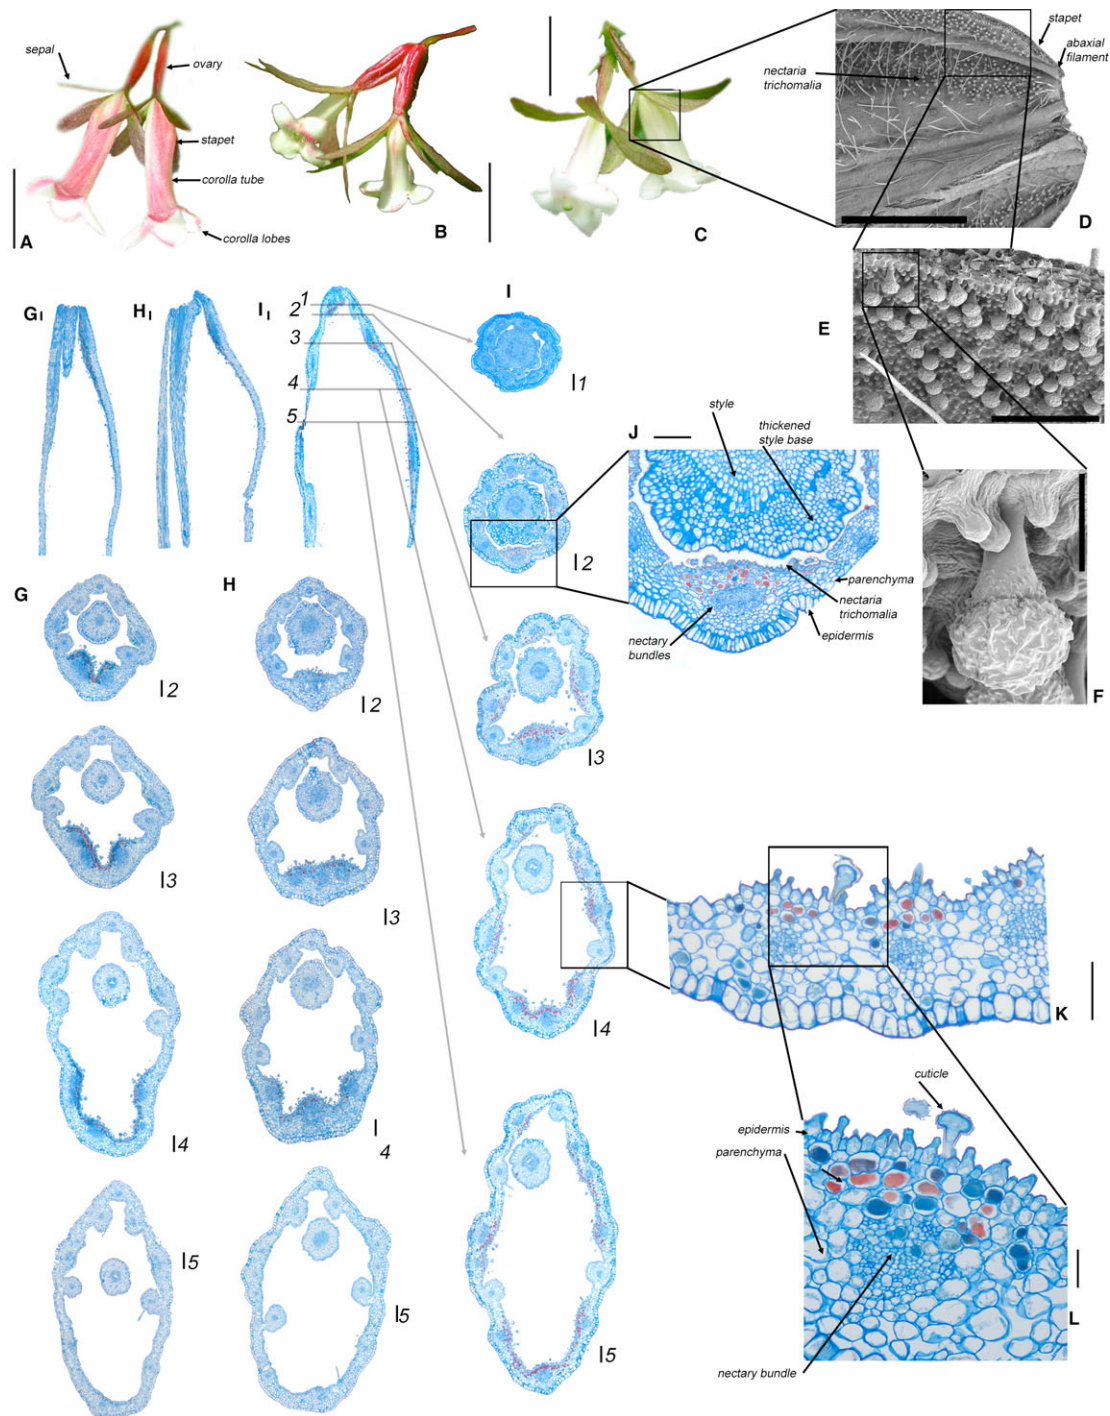 sepal
ovary
stapet
corolla tube
corolla lobes
A
B
C
nectaria
trichomalia
stapet
abaxial
filament
D
E
F
G
H
I
1
2
3
4
5
I
1
2
J
style
thickened
style base
parenchyma
nectaria
trichomalia
epidermis
nectary
bundles
G
2
3
4
5
H
2
3
4
5
3
4
5
K
cuticle
epidermis
parenchyma
nectary bundle
L